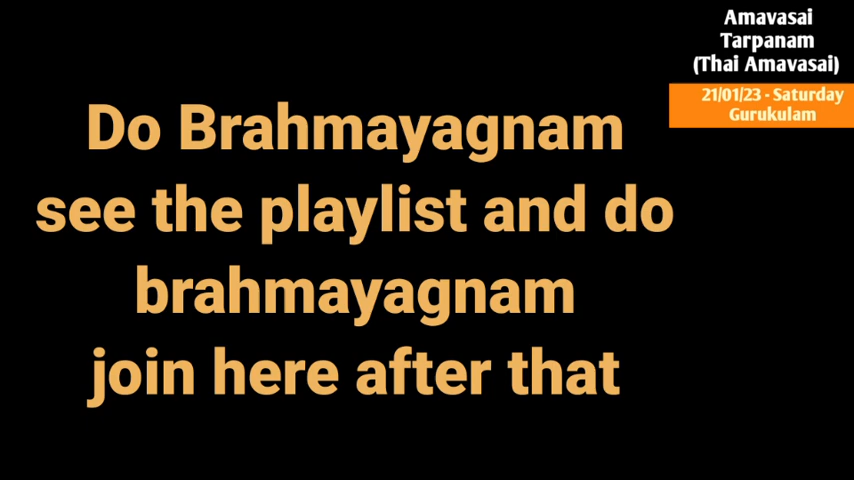 Amavasai
Tarpanam
(Thai Amavasai)
21/01/23 - Saturday
Gurukulam
Do Brahmayagnam
see the playlist and do
brahmayagnam
join here after that